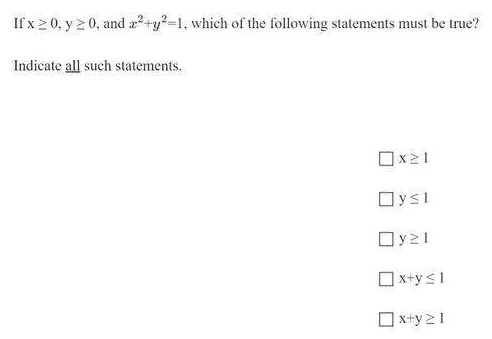 If x ≥ 0, y ≥ 0, and x²+y²=1, which of the following statements must be true?
Indicate all such statements.
x ≥ 1
y ≤ 1
y ≥ 1
x+y ≤ 1
x+y ≥ 1